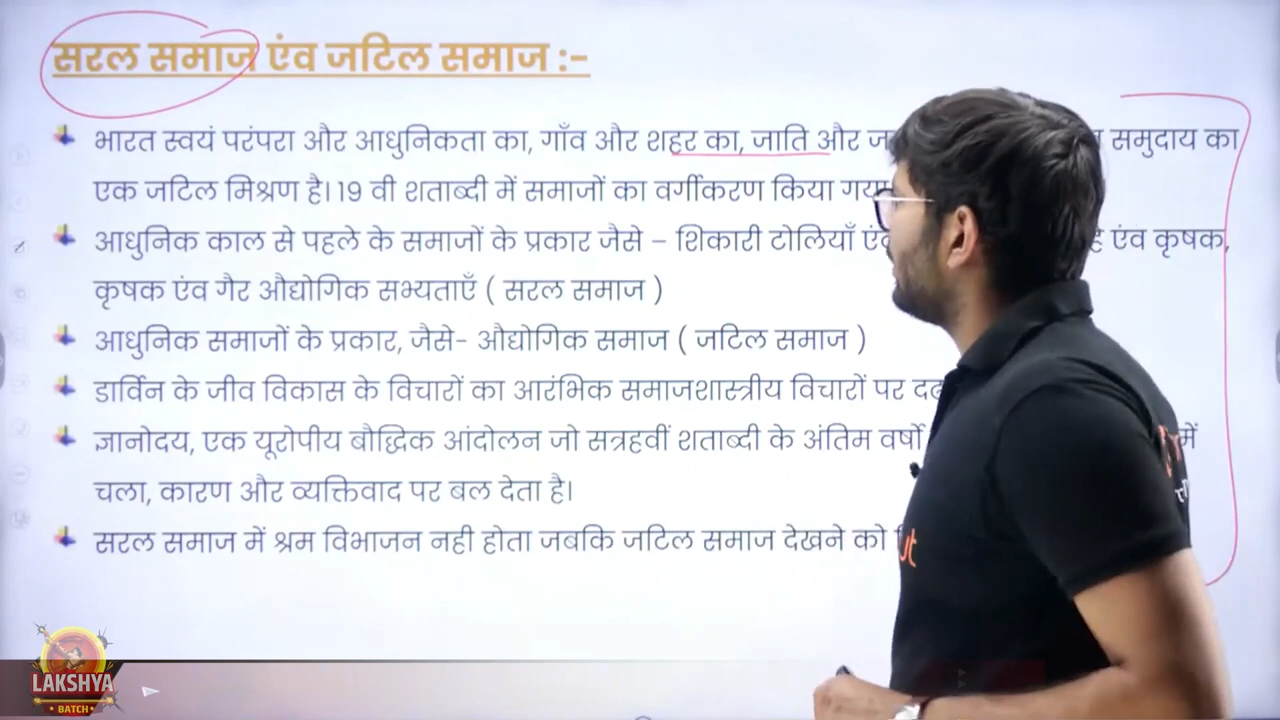 सरल समाज एंव जटिल समाज :-
भारत स्वयं परंपरा और आधुनिकता का, गाँव और शहर का, जाति और समुदाय का
एक जटिल मिश्रण है। 19 वी शताब्दी में समाजों का वर्गीकरण किया
आधुनिक काल से पहले के समाजों के प्रकार जैसे – शिकारी टोलियाँ एंव कृषक,
कृषक एंव गैर औद्योगिक सभ्यताएँ ( सरल समाज )
आधुनिक समाजों के प्रकार, जैसे- औद्योगिक समाज ( जटिल समाज )
डार्विन के जीव विकास के विचारों का आरंभिक समाजशास्त्रीय विचारों पर
ज्ञानोदय, एक यूरोपीय बौद्धिक आंदोलन जो सत्रहवीं शताब्दी के अंतिम वर्षो में
चला, कारण और व्यक्तिवाद पर बल देता है।
सरल समाज में श्रम विभाजन नही होता जबकि जटिल समाज देखने को
LAKSHYA
BATCH